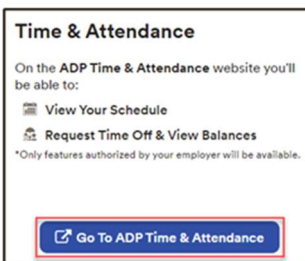 Time & Attendance
On the ADP Time & Attendance website you'll
be able to:
View Your Schedule
Request Time Off & View Balances
*Only features authorized by your employer will be available.
Go To ADP Time & Attendance